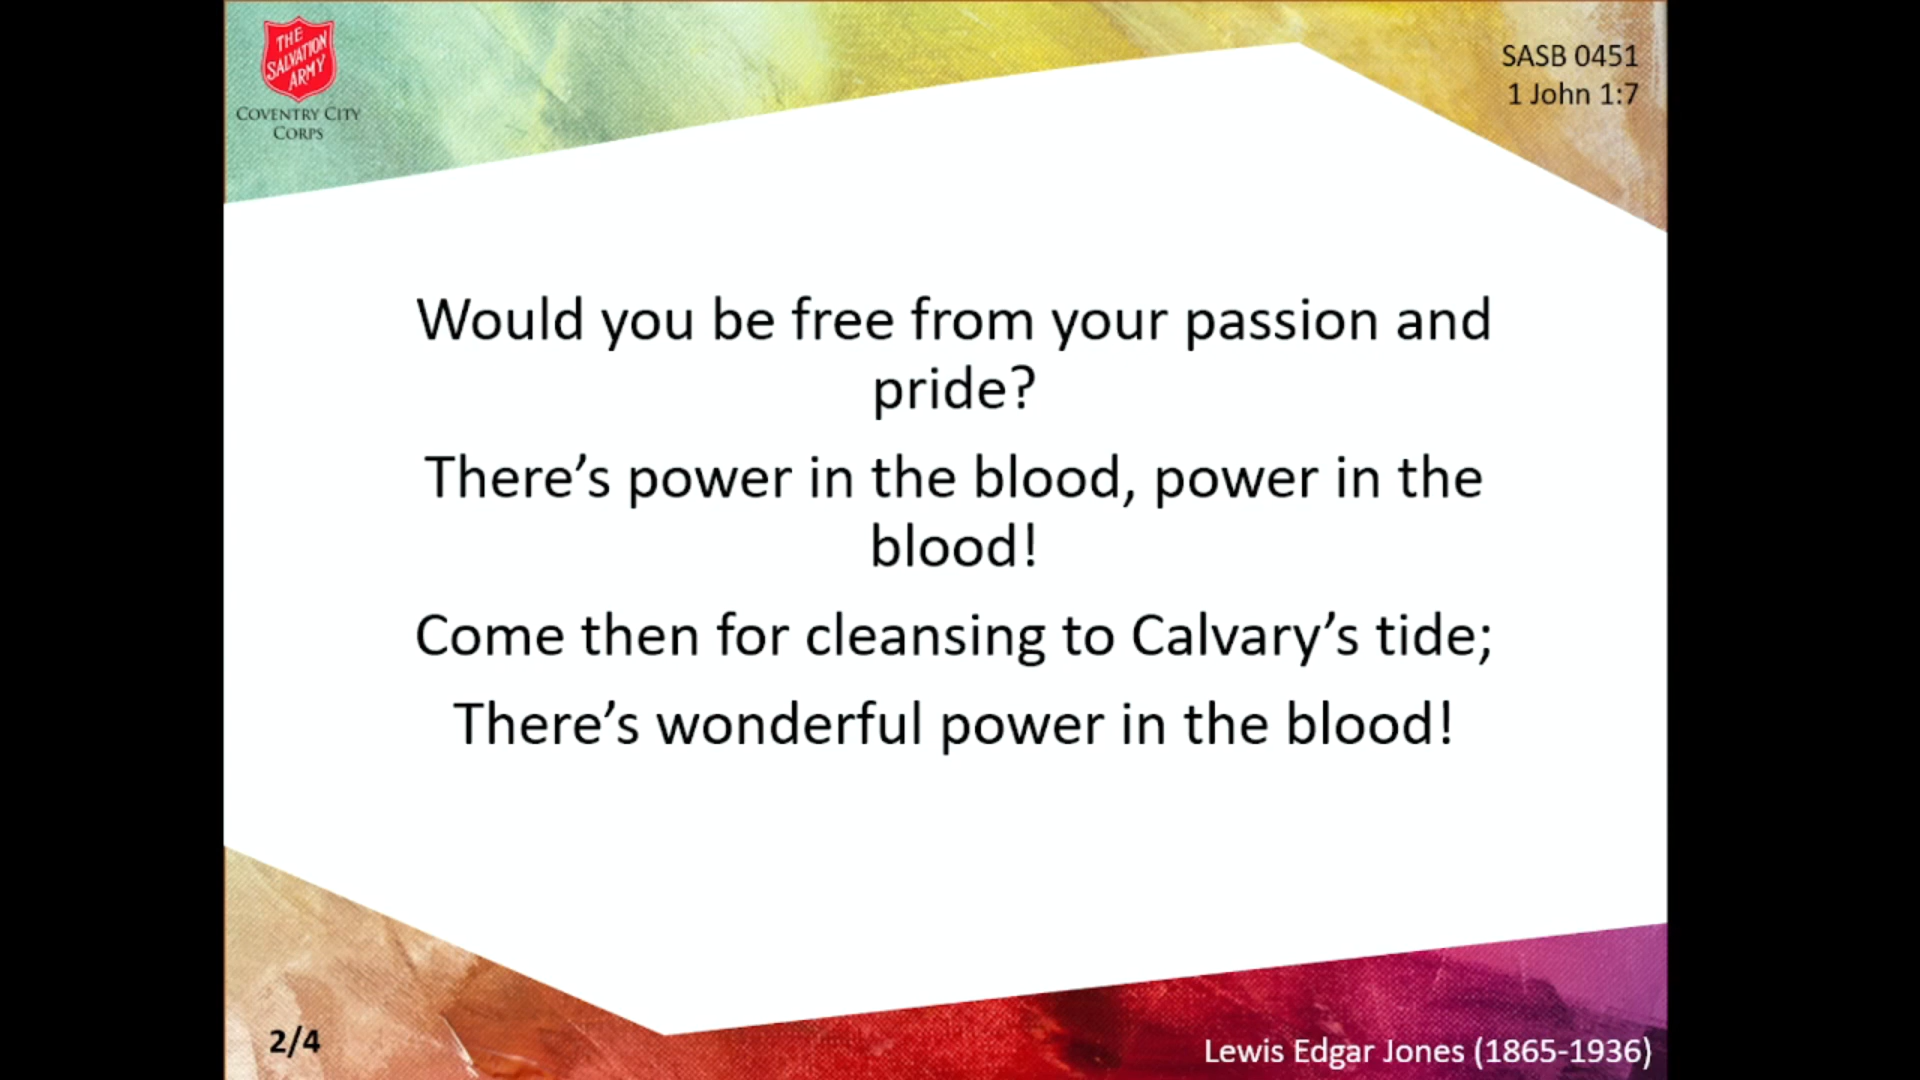 THE
SALVATION
ARMY
COVENTRY CITY
CORPS
SASB 0451
1 John 1:7
Would you be free from your passion and
pride?
There’s power in the blood, power in the
blood!
Come then for cleansing to Calvary’s tide;
There’s wonderful power in the blood!
2/4
Lewis Edgar Jones (1865-1936)